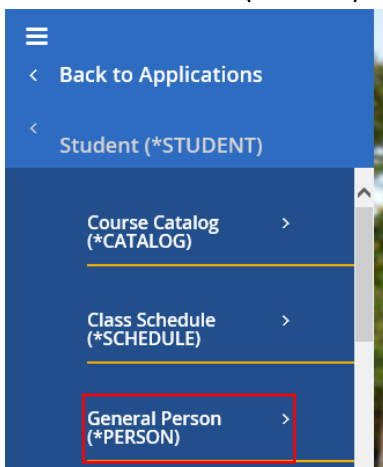 Back to Applications
Student (*STUDENT)
Course Catalog
(*CATALOG)
Class Schedule
(*SCHEDULE)
General Person
(*PERSON)